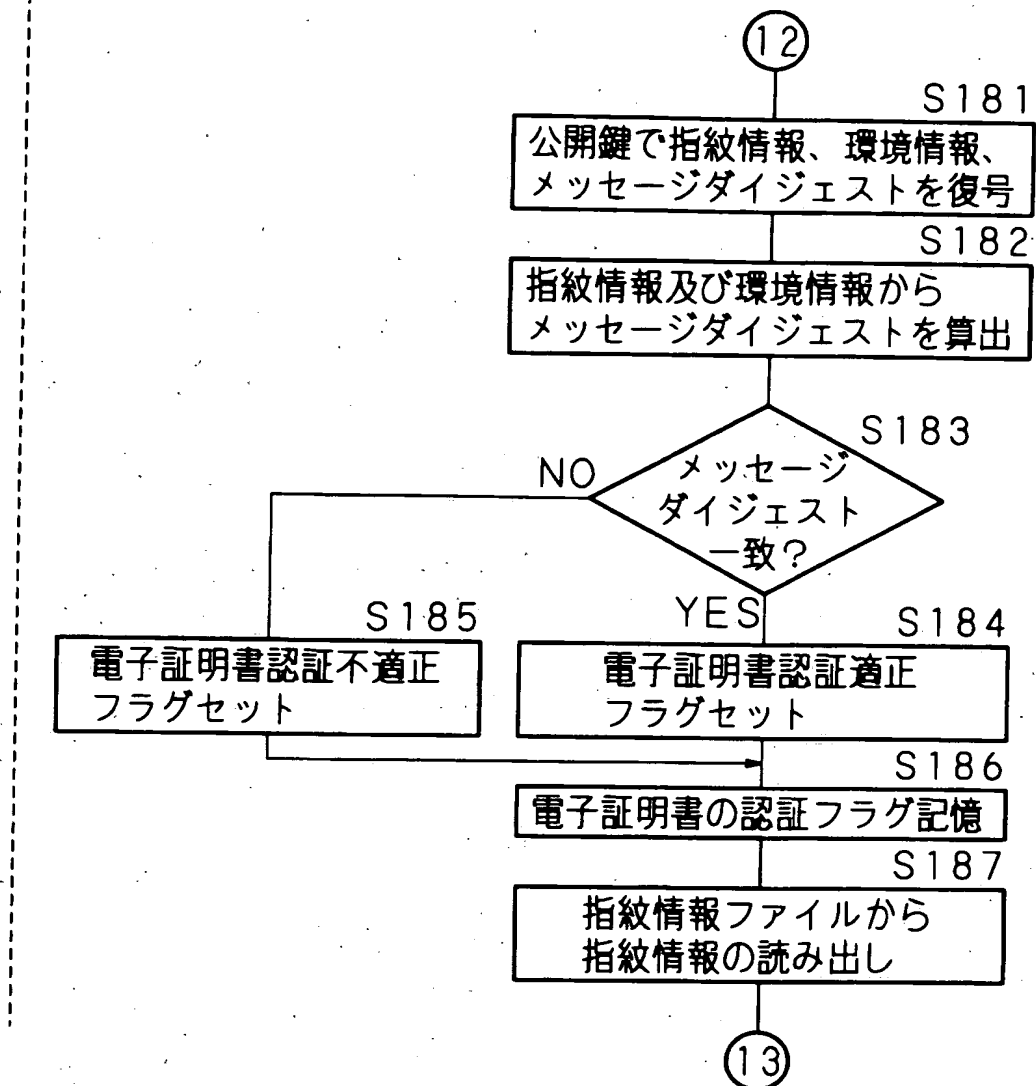 12
S181
公開鍵で指紋情報、環境情報、
メッセージダイジェストを復号
S182
指紋情報及び環境情報から
メッセージダイジェストを算出
S183
メッセージ
ダイジェスト
一致?
NO
YES
S185
電子証明書認証不適正
フラグセット
S184
電子証明書認証適正
フラグセット
S186
電子証明書の認証フラグ記憶
S187
指紋情報ファイルから
指紋情報の読み出し
13